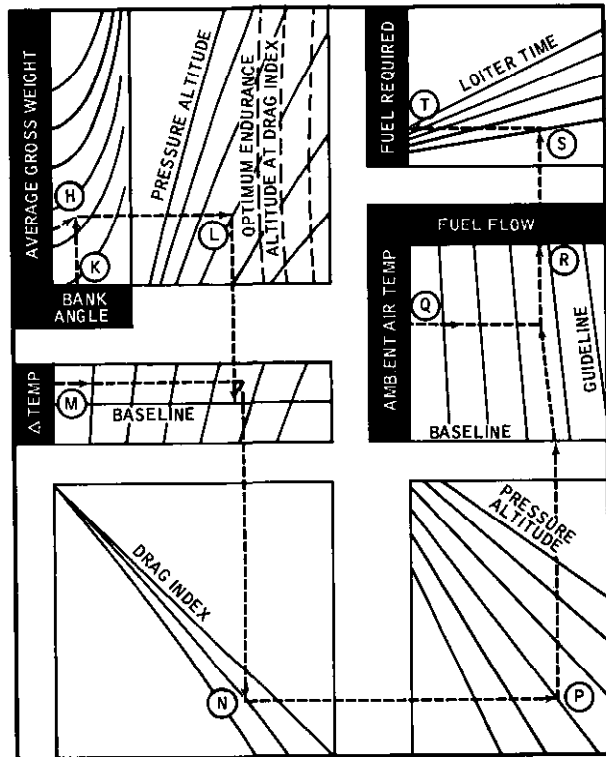 AVERAGE GROSS WEIGHT
H
K
BANK
ANGLE
PRESSURE ALTITUDE
OPTIMUM ENDURANCE
ALTITUDE AT DRAG INDEX
L
FUEL REQUIRED
T
LOITER TIME
S
FUEL FLOW
AMBIENT AIR TEMP
Q
R
GUIDELINE
BASELINE
Δ TEMP
M
BASELINE
DRAG INDEX
N
PRESSURE
ALTITUDE
P